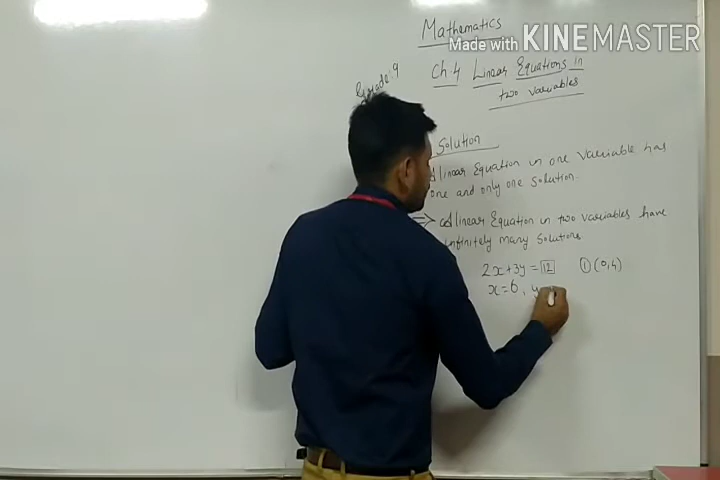 Mathematics
Made with KINEMASTER
Grade: 9
Ch. 4 Linear Equations in
two variables
Solution
linear Equation in one variable has
one and only one solution.
linear Equation in two variables have
infinitely many solutions
2x+3y = 12 ① (0,4)
x=6, y